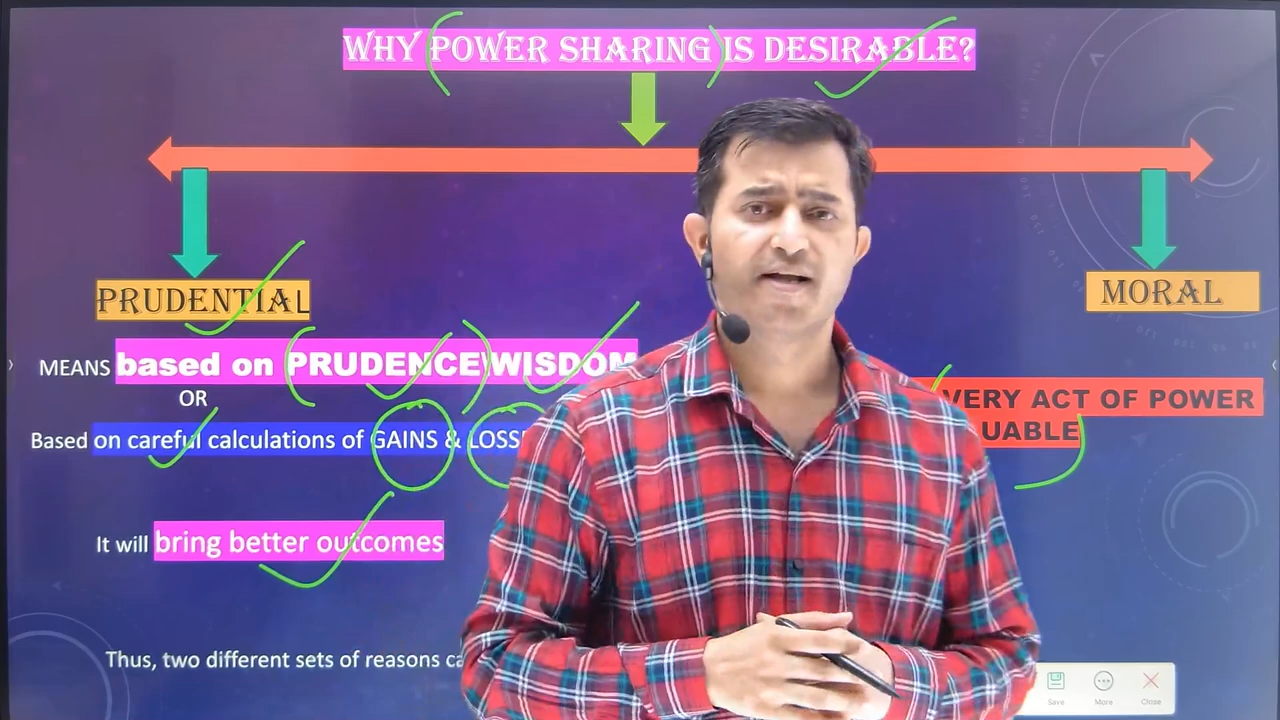 WHY POWER SHARING IS DESIRABLE?
PRUDENTIAL
MORAL
MEANS based on PRUDENCE\WISDOM
OR
VERY ACT OF POWER
UABLE
Based on careful calculations of GAINS &
It will bring better outcomes
Thus, two different sets of reasons
Save More Close